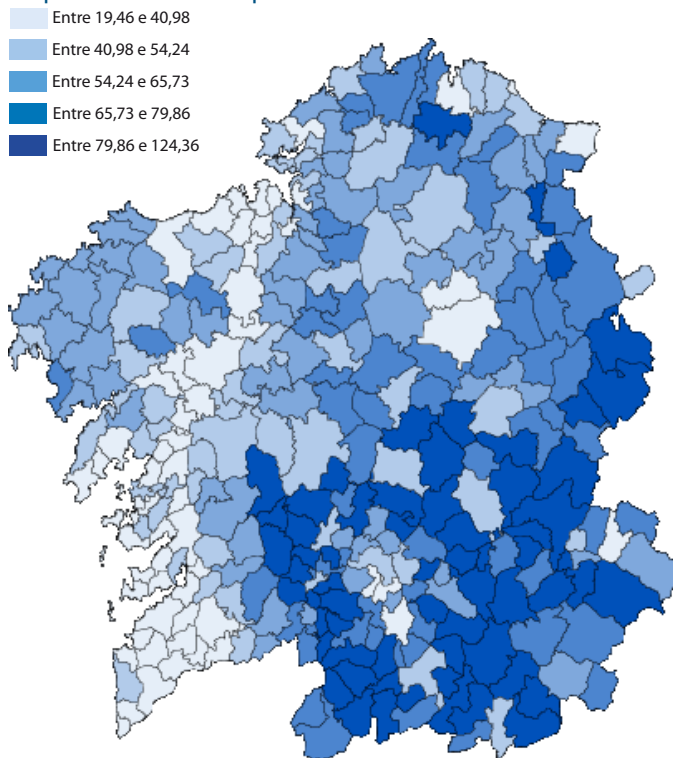 Entre 19,46 e 40,98
Entre 40,98 e 54,24
Entre 54,24 e 65,73
Entre 65,73 e 79,86
Entre 79,86 e 124,36